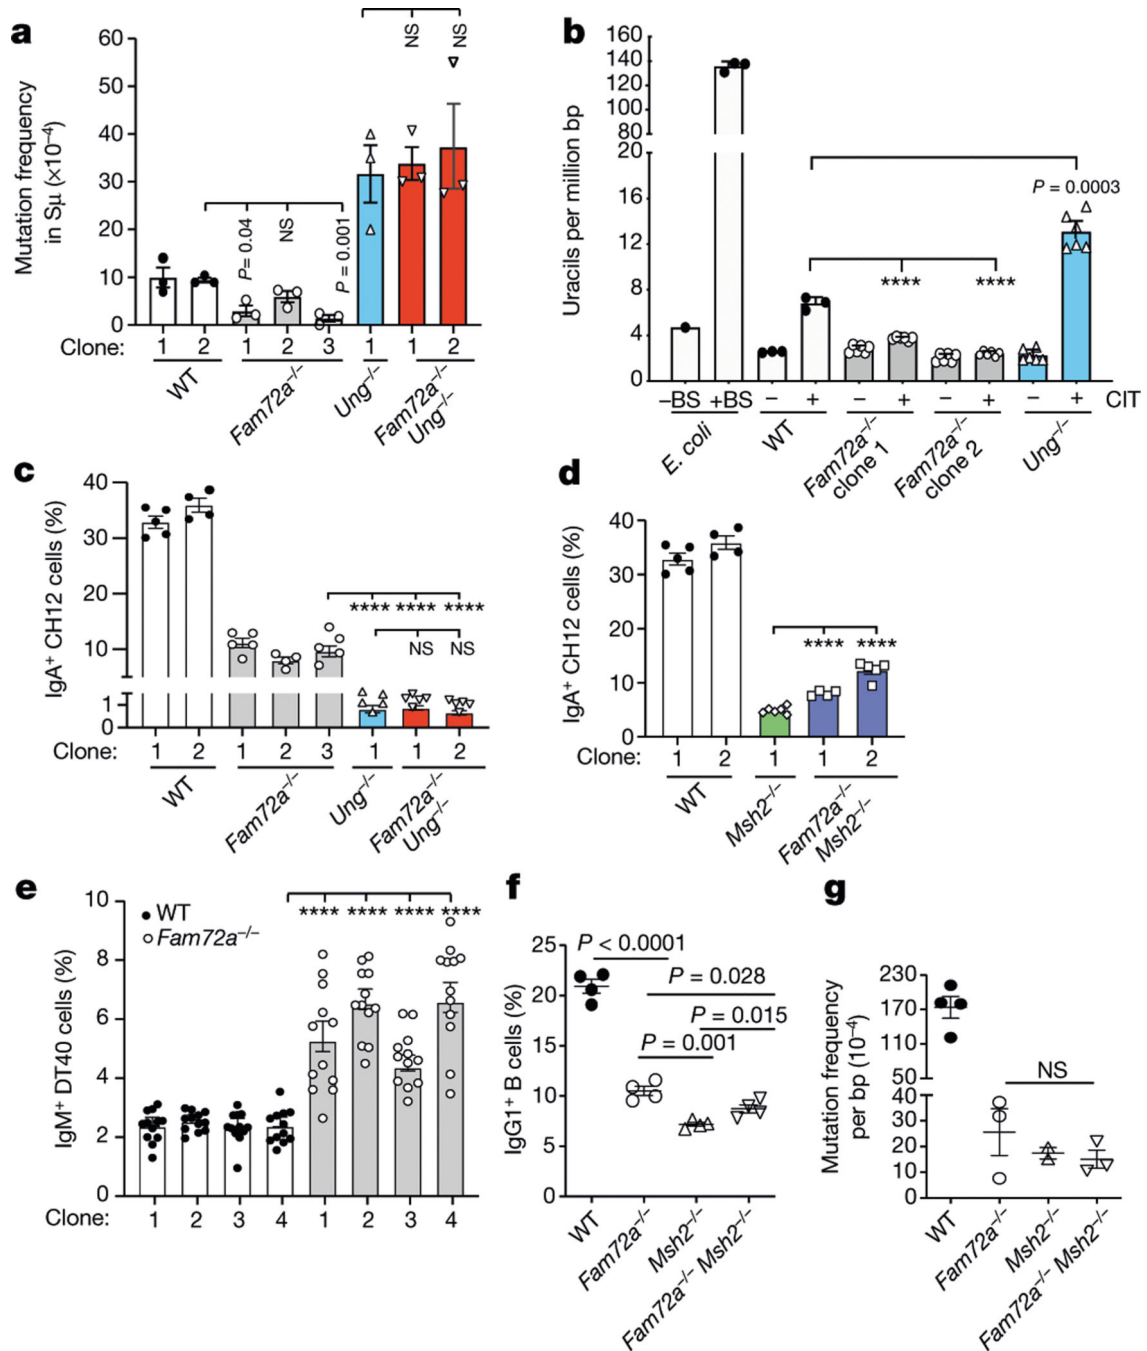 a
Mutation frequency
in Sμ (×10⁻⁴)
60
50
40
30
20
10
0
NS
NS
P = 0.04
NS
P = 0.001
Clone: 1 2 1 2 3 1 1 2
WT
Fam72a⁻/⁻
Ung⁻/⁻
Fam72a⁻/⁻
Ung⁻/⁻
b
Uracils per million bp
160
140
120
100
80
20
16
12
8
4
0
P = 0.0003
**** ****
–BS +BS – + – + – + – + CIT
E. coli
WT
Fam72a⁻/⁻
clone 1
Fam72a⁻/⁻
clone 2
Ung⁻/⁻
c
IgA⁺ CH12 cells (%)
40
30
20
10
1
0
**** **** ****
NS NS
Clone: 1 2 1 2 3 1 1 2
WT
Fam72a⁻/⁻
Ung⁻/⁻
Fam72a⁻/⁻
Ung⁻/⁻
d
IgA⁺ CH12 cells (%)
40
30
20
10
0
**** ****
Clone: 1 2 1 1 2
WT
Msh2⁻/⁻
Fam72a⁻/⁻
Msh2⁻/⁻
e
IgM⁺ DT40 cells (%)
10
8
6
4
2
0
WT
Fam72a⁻/⁻
**** **** **** ****
Clone: 1 2 3 4 1 2 3 4
f
IgG1⁺ B cells (%)
25
20
15
10
5
0
P < 0.0001
P = 0.028
P = 0.015
P = 0.001
WT
Fam72a⁻/⁻
Msh2⁻/⁻
Fam72a⁻/⁻ Msh2⁻/⁻
g
Mutation frequency
per bp (10⁻⁴)
230
170
110
50
40
30
20
10
0
NS
WT
Fam72a⁻/⁻
Msh2⁻/⁻
Fam72a⁻/⁻ Msh2⁻/⁻